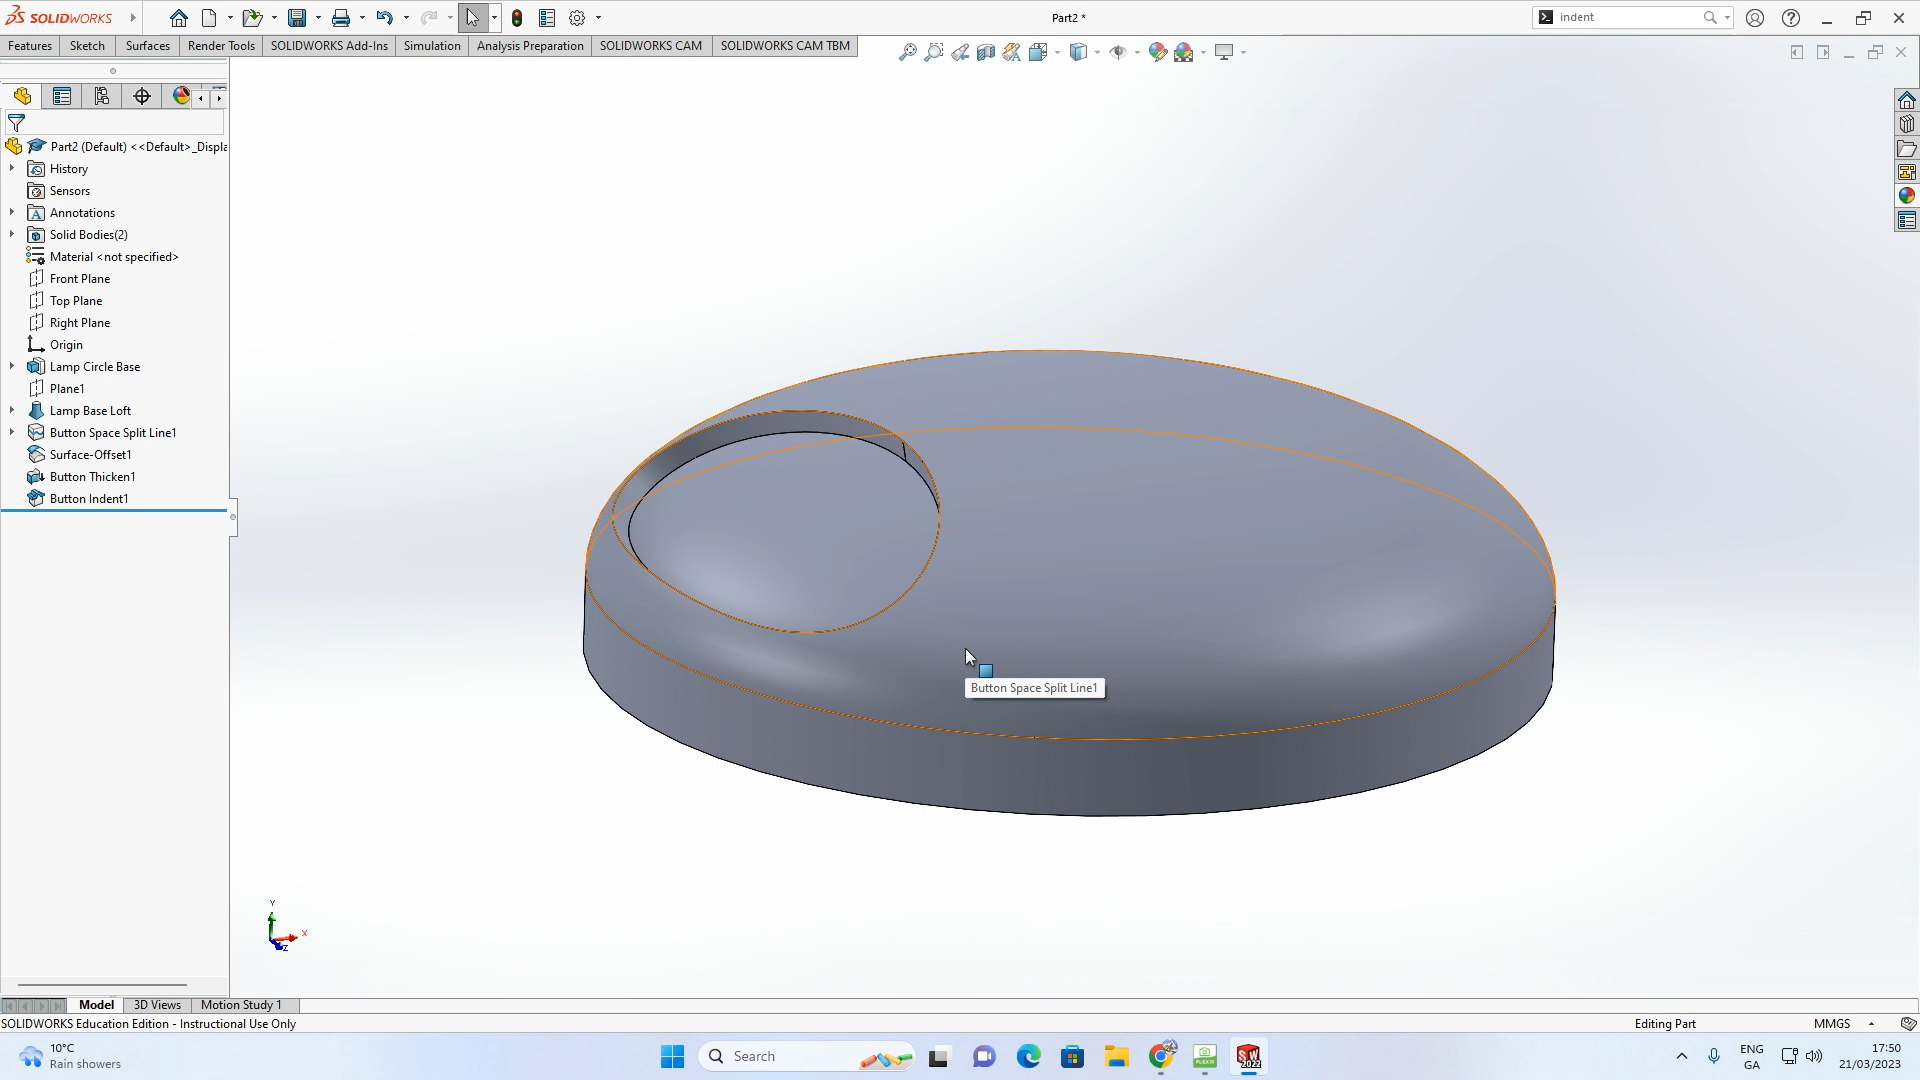 SOLIDWORKS
Part2 *
indent
Features
Sketch
Surfaces
Render Tools
SOLIDWORKS Add-Ins
Simulation
Analysis Preparation
SOLIDWORKS CAM
SOLIDWORKS CAM TBM
Part2 (Default) <<Default>_Displa
History
Sensors
Annotations
Solid Bodies(2)
Material <not specified>
Front Plane
Top Plane
Right Plane
Origin
Lamp Circle Base
Plane1
Lamp Base Loft
Button Space Split Line1
Surface-Offset1
Button Thicken1
Button Indent1
Button Space Split Line1
Y
X
Z
Model
3D Views
Motion Study 1
SOLIDWORKS Education Edition - Instructional Use Only
Editing Part
MMGS
10°C
Rain showers
Search
SW
2022
ENG
GA
17:50
21/03/2023